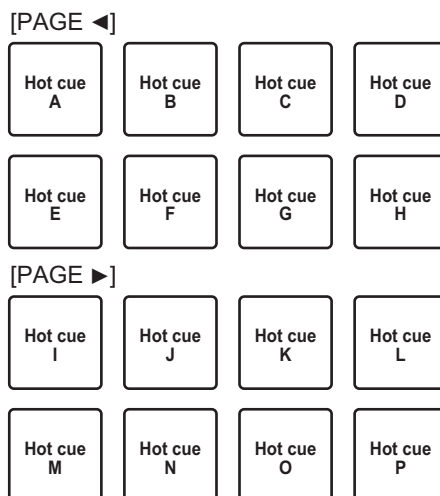 [PAGE ◄]
Hot cue A
Hot cue B
Hot cue C
Hot cue D
Hot cue E
Hot cue F
Hot cue G
Hot cue H
[PAGE ►]
Hot cue I
Hot cue J
Hot cue K
Hot cue L
Hot cue M
Hot cue N
Hot cue O
Hot cue P